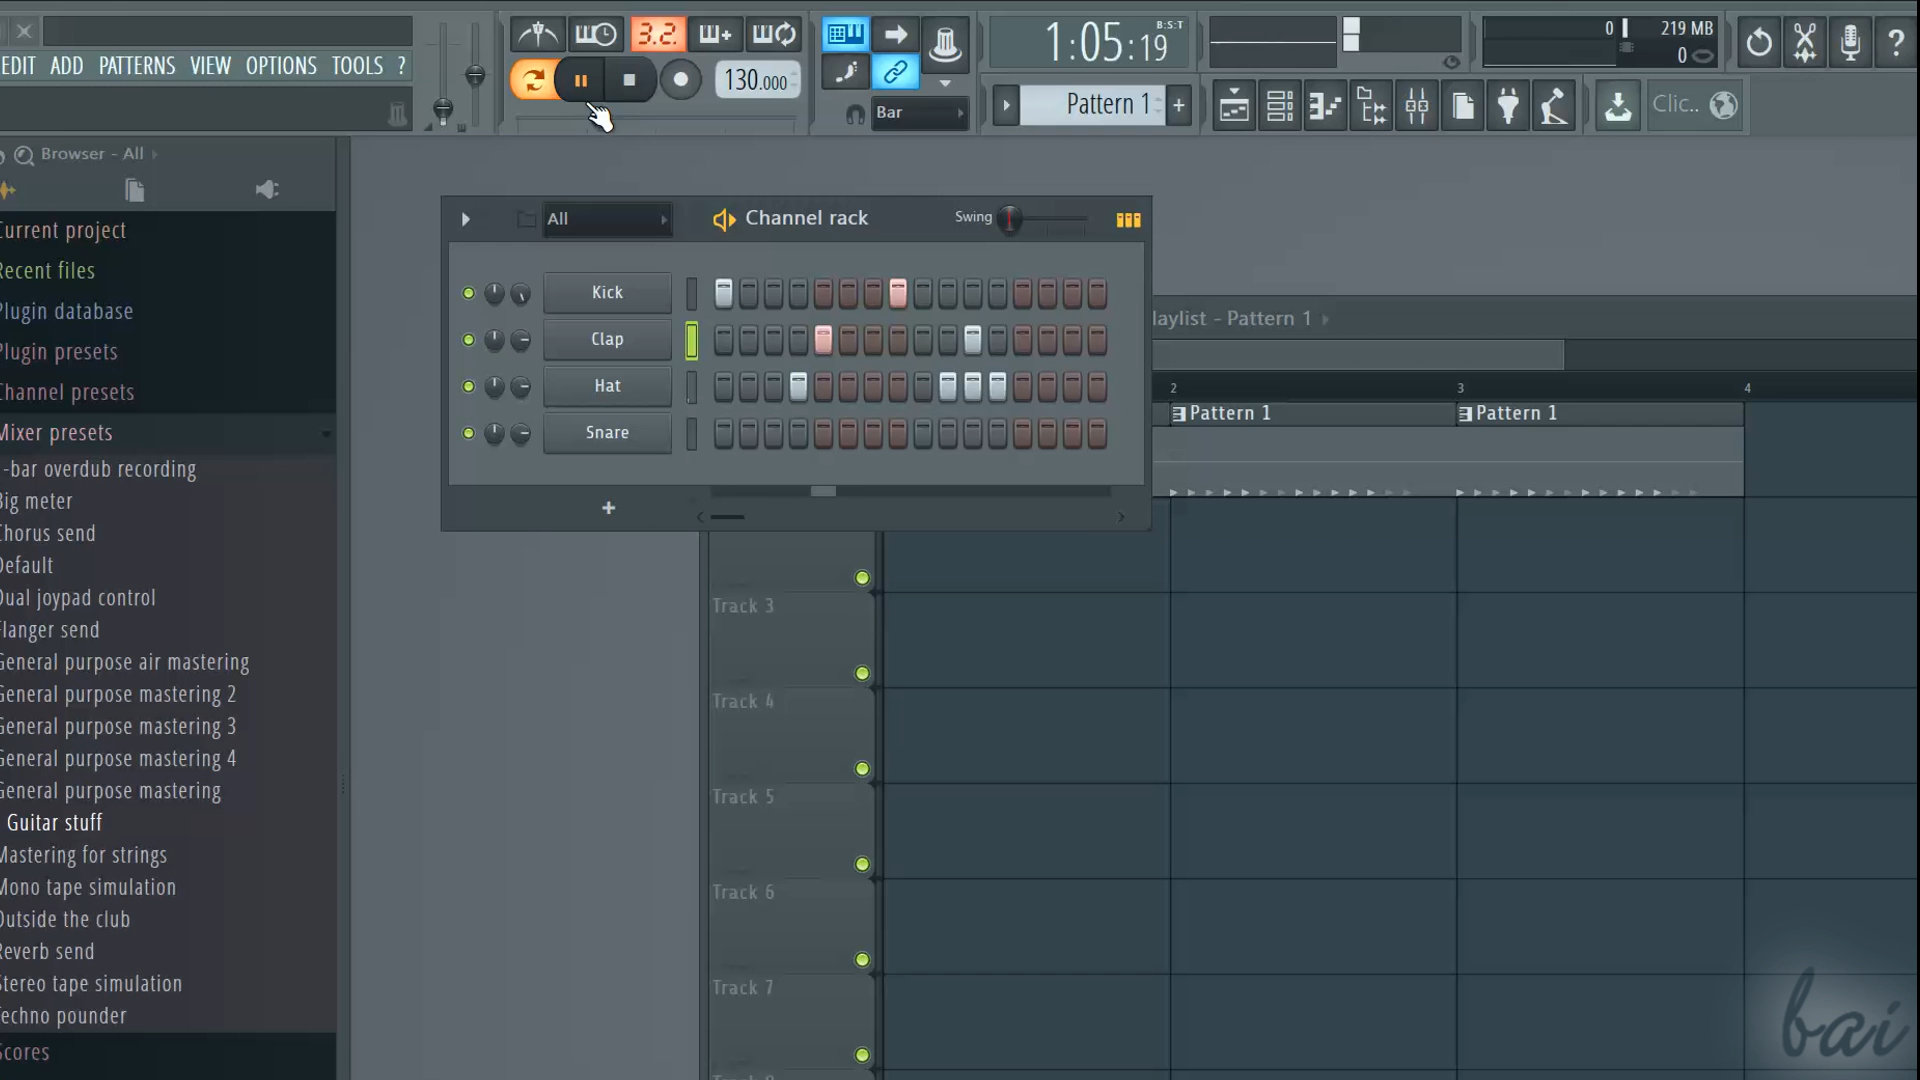 3.2
1:05:19
B:S:T
0
219 MB
0
EDIT ADD PATTERNS VIEW OPTIONS TOOLS ?
130.000
Bar
Pattern 1
+
Clic..
?
Browser - All
Current project
Recent files
Plugin database
Plugin presets
Channel presets
Mixer presets
-bar overdub recording
Big meter
Chorus send
Default
Dual joypad control
Flanger send
General purpose air mastering
General purpose mastering 2
General purpose mastering 3
General purpose mastering 4
General purpose mastering
Guitar stuff
Mastering for strings
Mono tape simulation
Outside the club
Reverb send
Stereo tape simulation
Techno pounder
Scores
All
Channel rack
Swing
Kick
Clap
Hat
Snare
+
laylist - Pattern 1
2
3
4
Pattern 1
Pattern 1
Track 3
Track 4
Track 5
Track 6
Track 7
bai